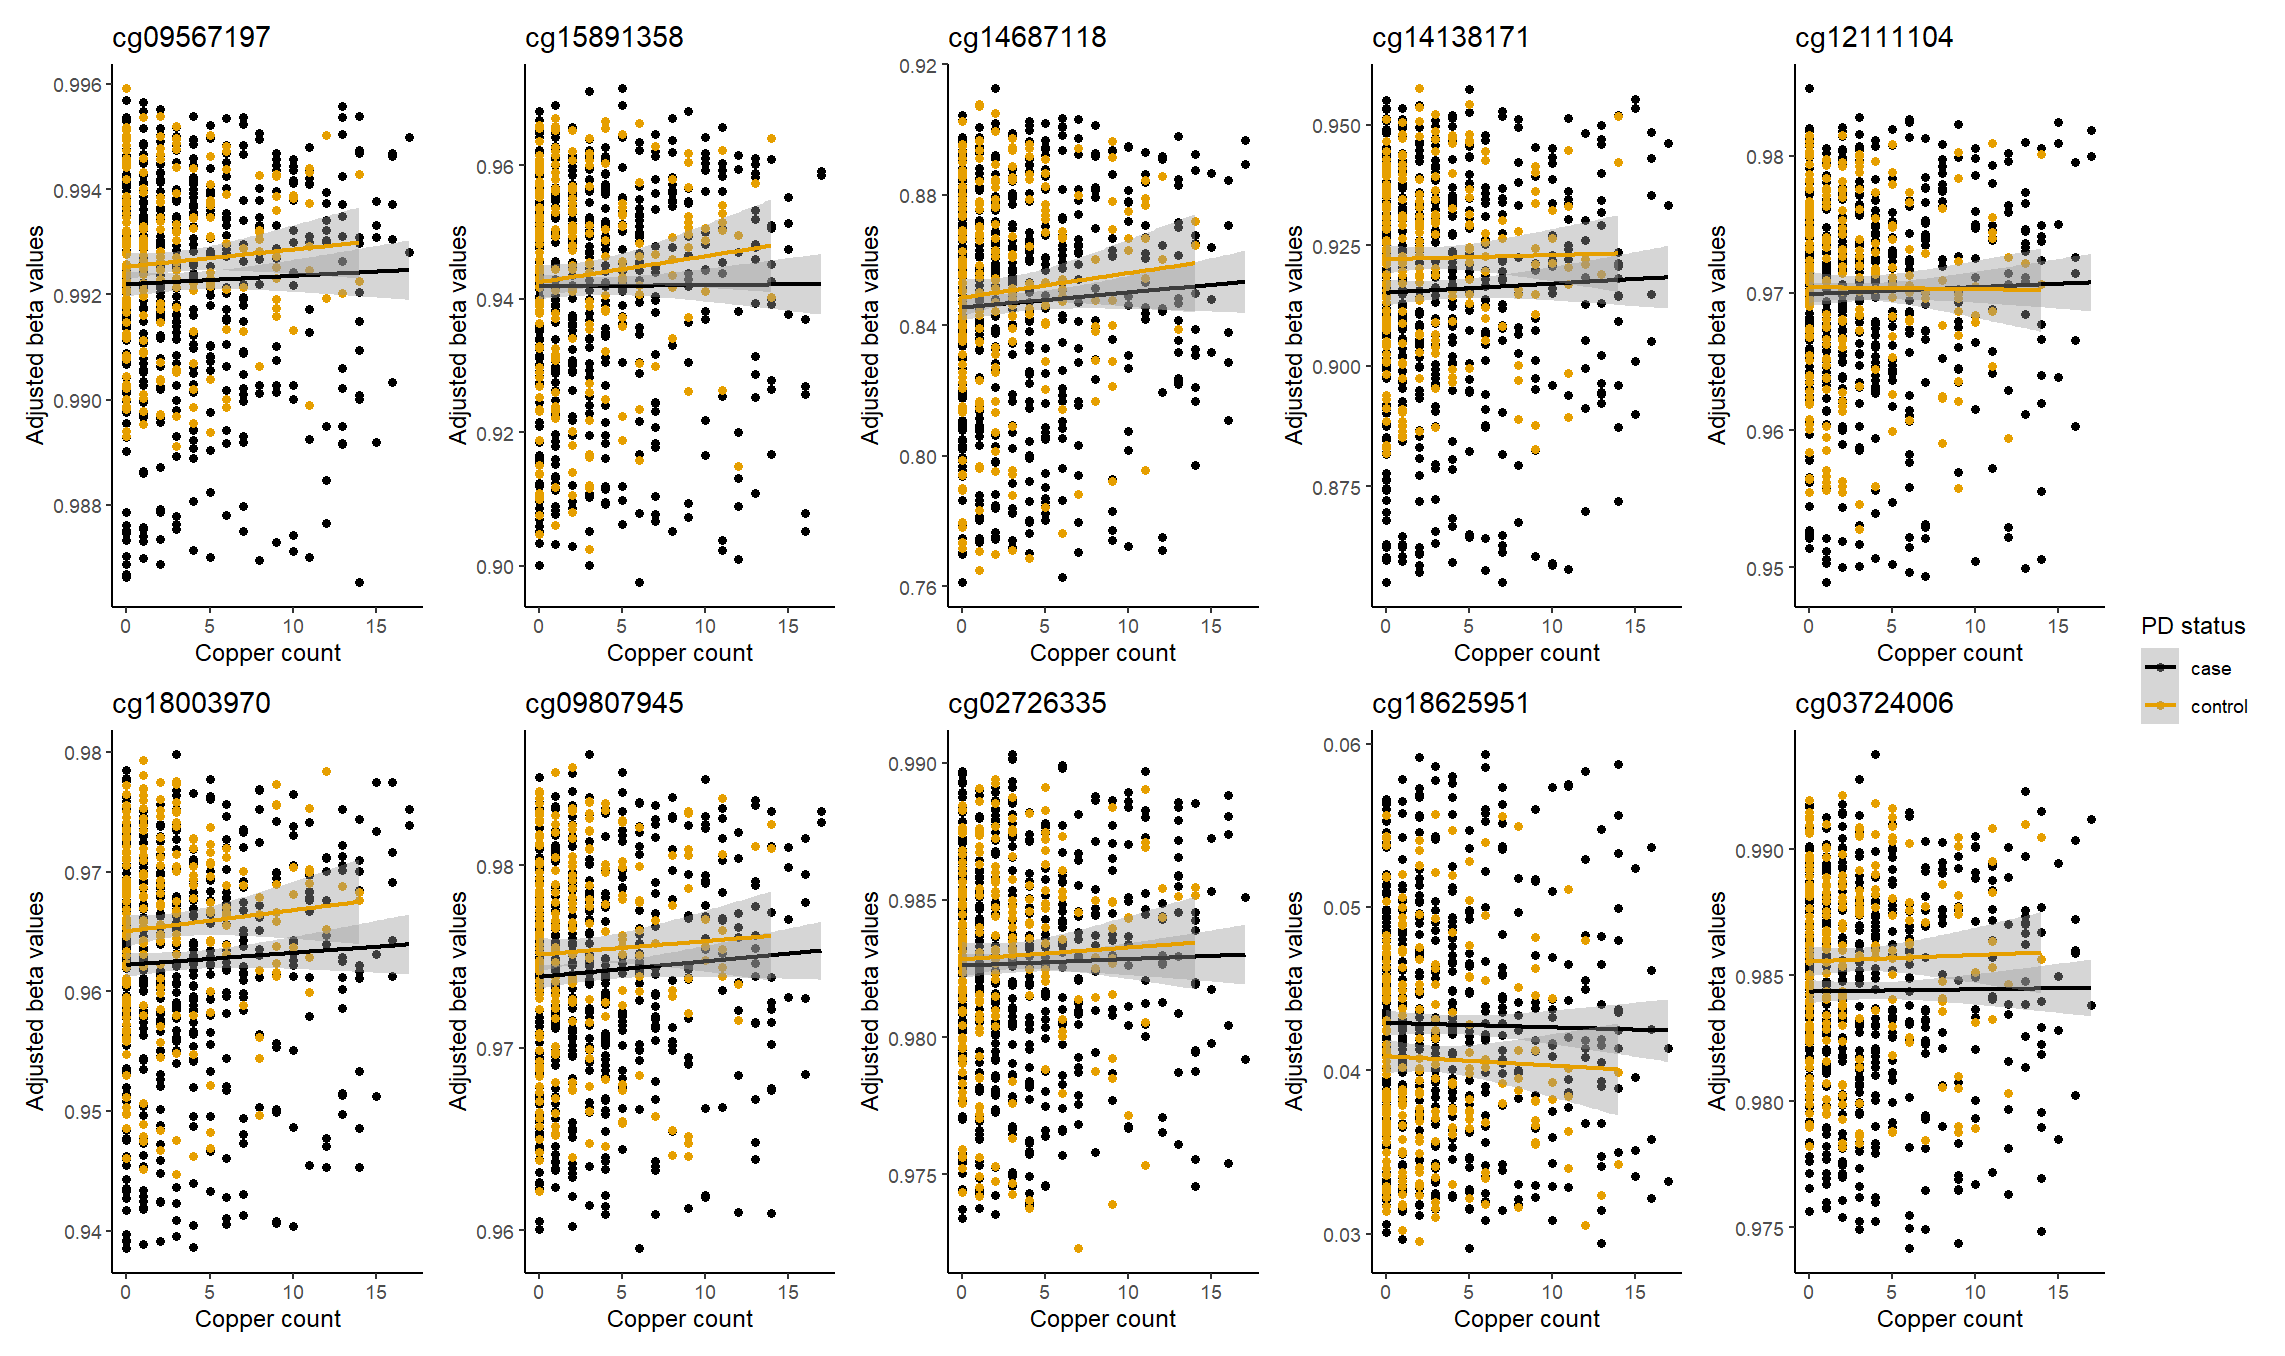 cg09567197
cg15891358
cg14687118
cg14138171
cg12111104
Adjusted beta values
0.996
0.994
0.992
0.990
0.988
0 5 10 15
Copper count
Adjusted beta values
0.96
0.94
0.92
0.90
0 5 10 15
Copper count
Adjusted beta values
0.92
0.88
0.84
0.80
0.76
0 5 10 15
Copper count
Adjusted beta values
0.950
0.925
0.900
0.875
0 5 10 15
Copper count
Adjusted beta values
0.98
0.97
0.96
0.95
0 5 10 15
Copper count
PD status
case
control
cg18003970
cg09807945
cg02726335
cg18625951
cg03724006
Adjusted beta values
0.98
0.97
0.96
0.95
0.94
0 5 10 15
Copper count
Adjusted beta values
0.98
0.97
0.96
0 5 10 15
Copper count
Adjusted beta values
0.990
0.985
0.980
0.975
0 5 10 15
Copper count
Adjusted beta values
0.06
0.05
0.04
0.03
0 5 10 15
Copper count
Adjusted beta values
0.990
0.985
0.980
0.975
0 5 10 15
Copper count